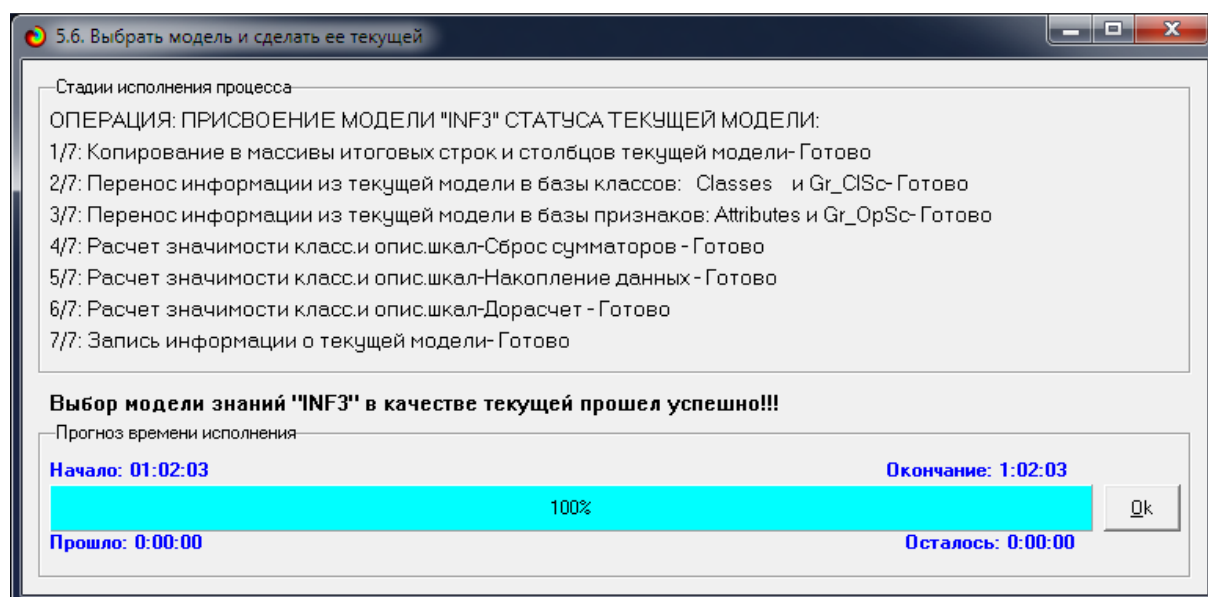 5.6. Выбрать модель и сделать ее текущей
Стадии исполнения процесса
ОПЕРАЦИЯ: ПРИСВОЕНИЕ МОДЕЛИ "INF3" СТАТУСА ТЕКУЩЕЙ МОДЕЛИ:
1/7: Копирование в массивы итоговых строк и столбцов текущей модели- Готово
2/7: Перенос информации из текущей модели в базы классов: Classes и Gr_ClSc- Готово
3/7: Перенос информации из текущей модели в базы признаков: Attributes и Gr_OpSc- Готово
4/7: Расчет значимости класс.и опис.шкал-Сброс сумматоров - Готово
5/7: Расчет значимости класс.и опис.шкал-Накопление данных - Готово
6/7: Расчет значимости класс.и опис.шкал-Дорасчет - Готово
7/7: Запись информации о текущей модели- Готово
Выбор модели знаний "INF3" в качестве текущей прошел успешно!!!
Прогноз времени исполнения
Начало: 01:02:03 Окончание: 1:02:03
100% Ok
Прошло: 0:00:00 Осталось: 0:00:00